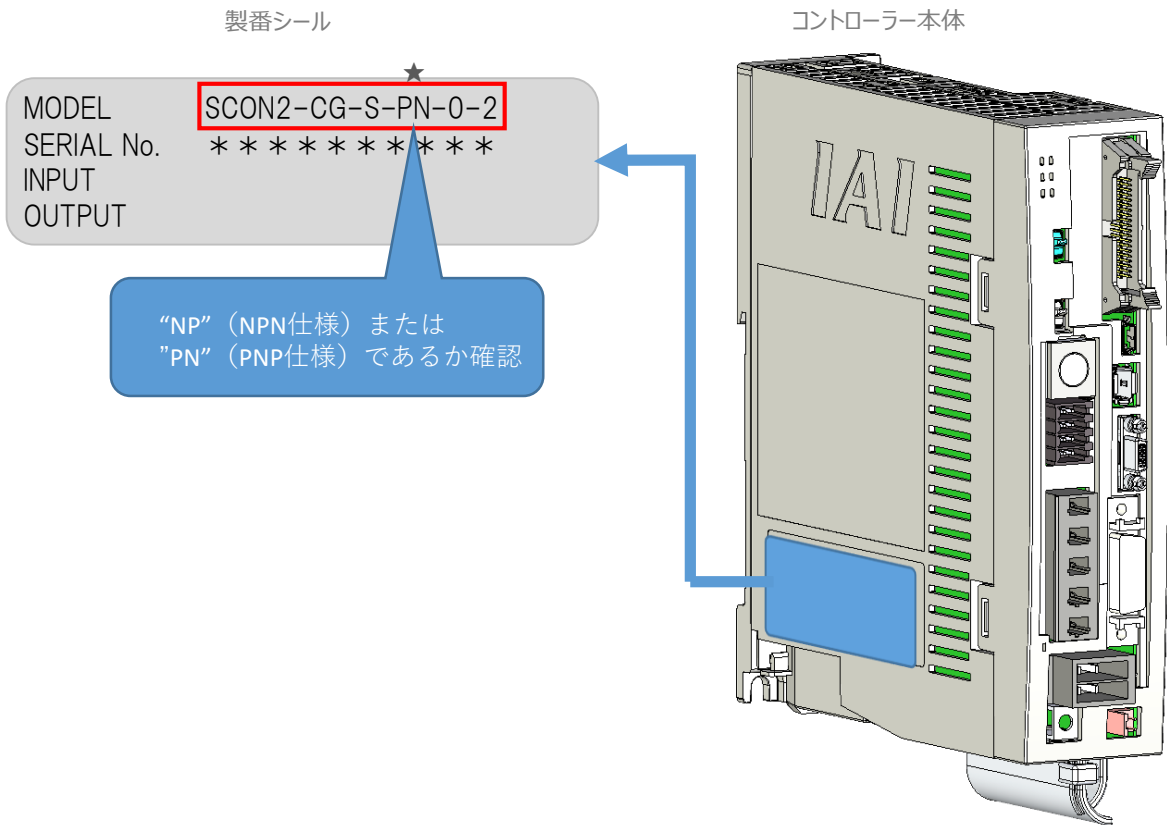 製番シール
コントローラー本体
★
MODEL SCON2-CG-S-PN-0-2
SERIAL No. ＊＊＊＊＊＊＊＊＊＊
INPUT
OUTPUT
“NP”（NPN仕様）または
”PN”（PNP仕様）であるか確認
IAI